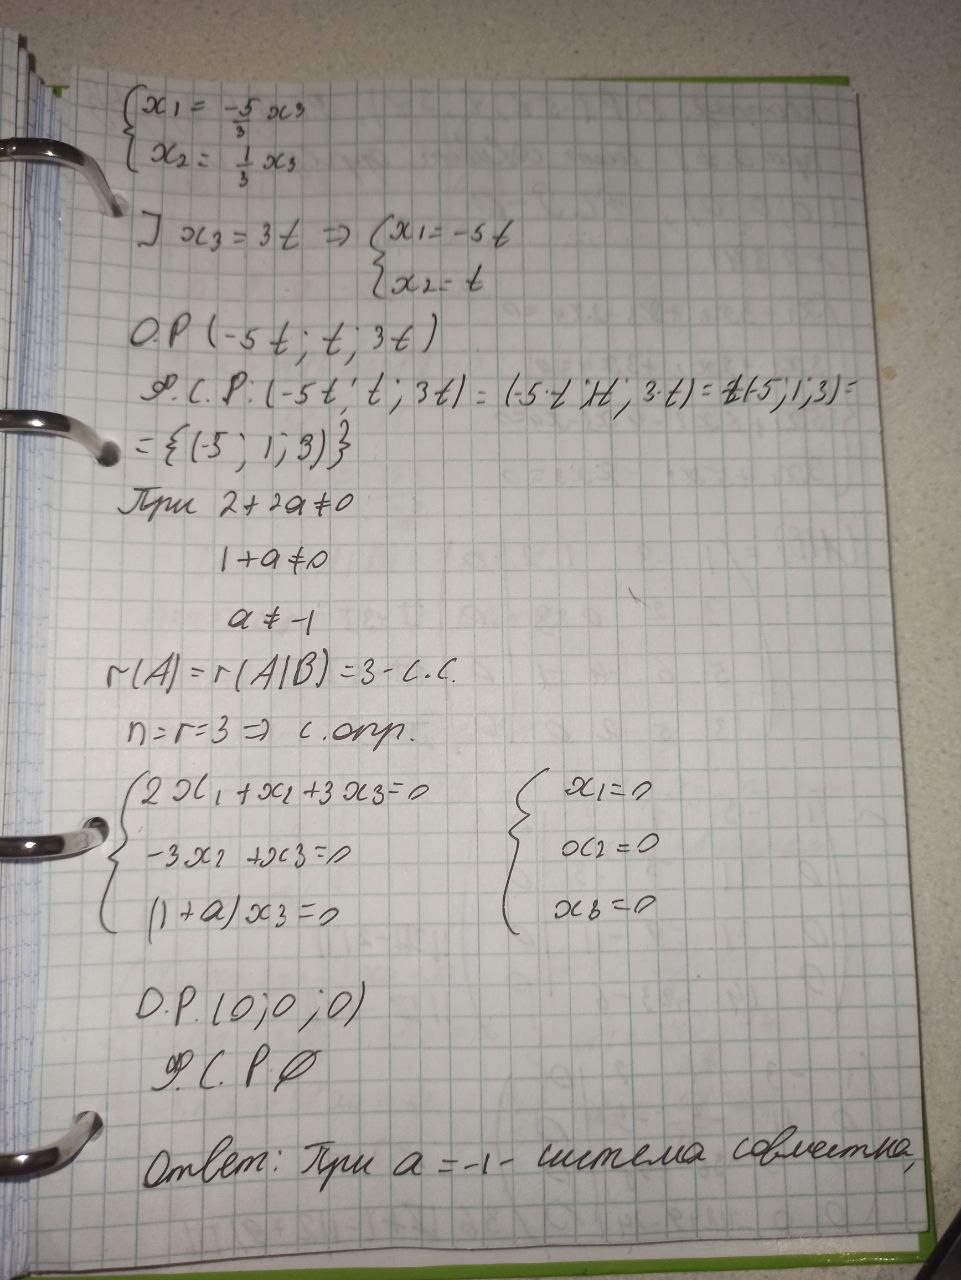 {x1 = -5/3 x3
{x2 = 1/3 x3
] x3 = 3t ⇒ {x1 = -5t
{x2 = t
О.Р (-5t; t; 3t)
Ф.С.Р: (-5t; t; 3t) = (-5·t; 1t; 3·t) = t(-5; 1; 3) =
= {(-5; 1; 3)}
При 2+2a≠0
1+a≠0
a≠-1
r(A) = r(A|B) = 3 - с.с.
n=r=3 ⇒ с.опр.
{2x1 + x2 + 3x3 = 0 {x1 = 0
-3x2 + x3 = 0 x2 = 0
(1+a)x3 = 0 x3 = 0
О.Р. (0; 0; 0)
Ф.С.Р ∅
Ответ: При a = -1 - система совместна,